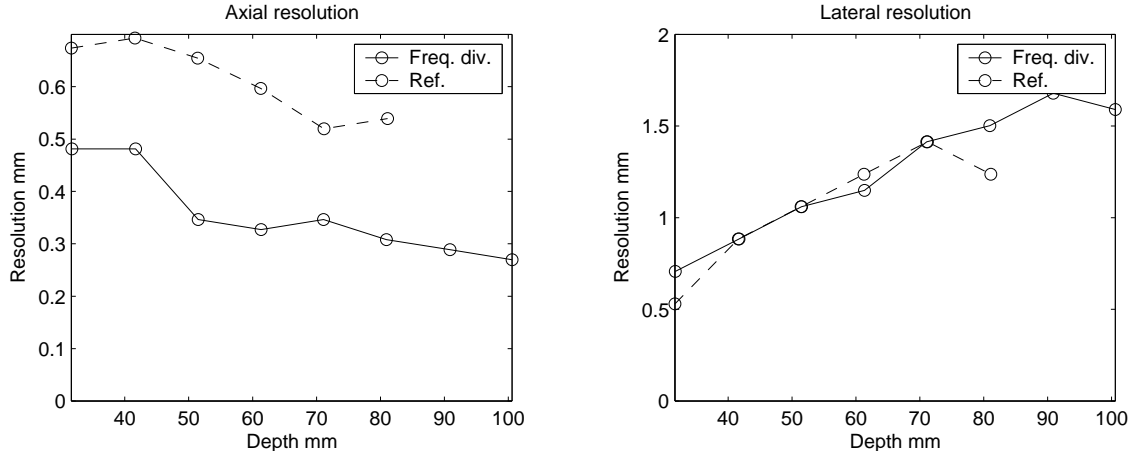 Axial resolution
Freq. div.
Ref.
0.6
0.5
0.4
0.3
0.2
0.1
0
Resolution mm
40 50 60 70 80 90 100
Depth mm
Lateral resolution
Freq. div.
Ref.
2
1.5
1
0.5
0
Resolution mm
40 50 60 70 80 90 100
Depth mm